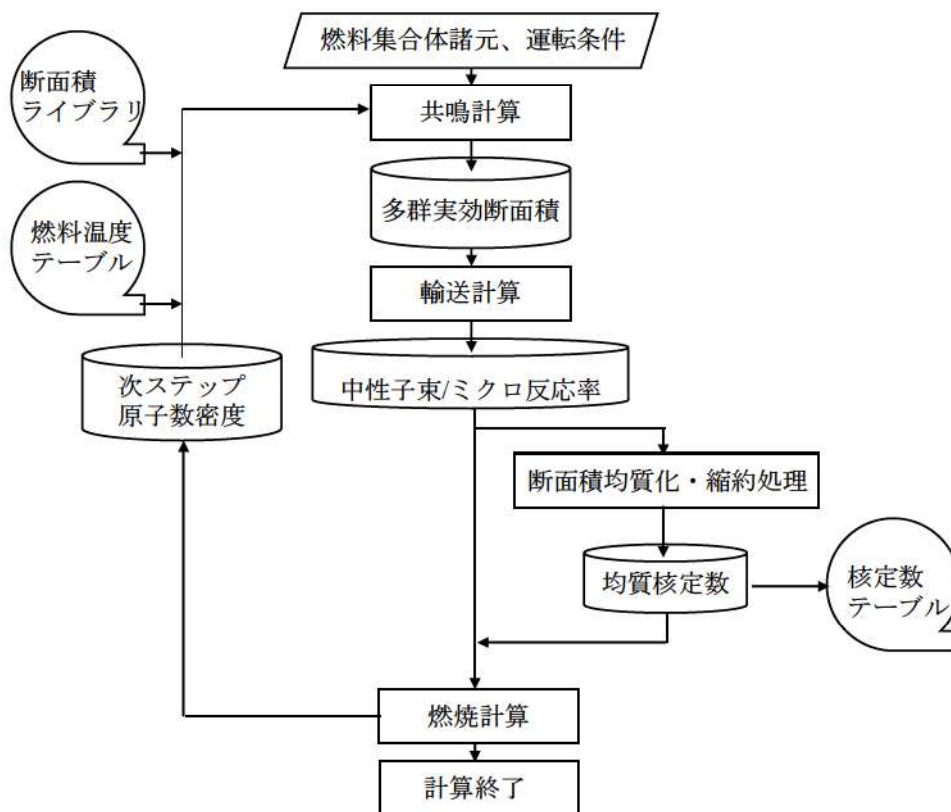 燃料集合体諸元、運転条件
断面積
ライブラリ
共鳴計算
多群実効断面積
燃料温度
テーブル
輸送計算
中性子束/ミクロ反応率
次ステップ
原子数密度
断面積均質化・縮約処理
均質核定数
核定数
テーブル
燃焼計算
計算終了